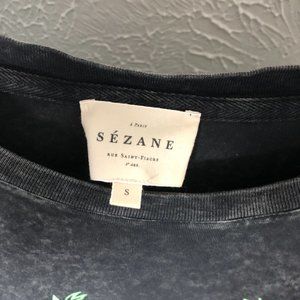 À PARIS
SÉZANE
RUE SAINT-FIACRE
S